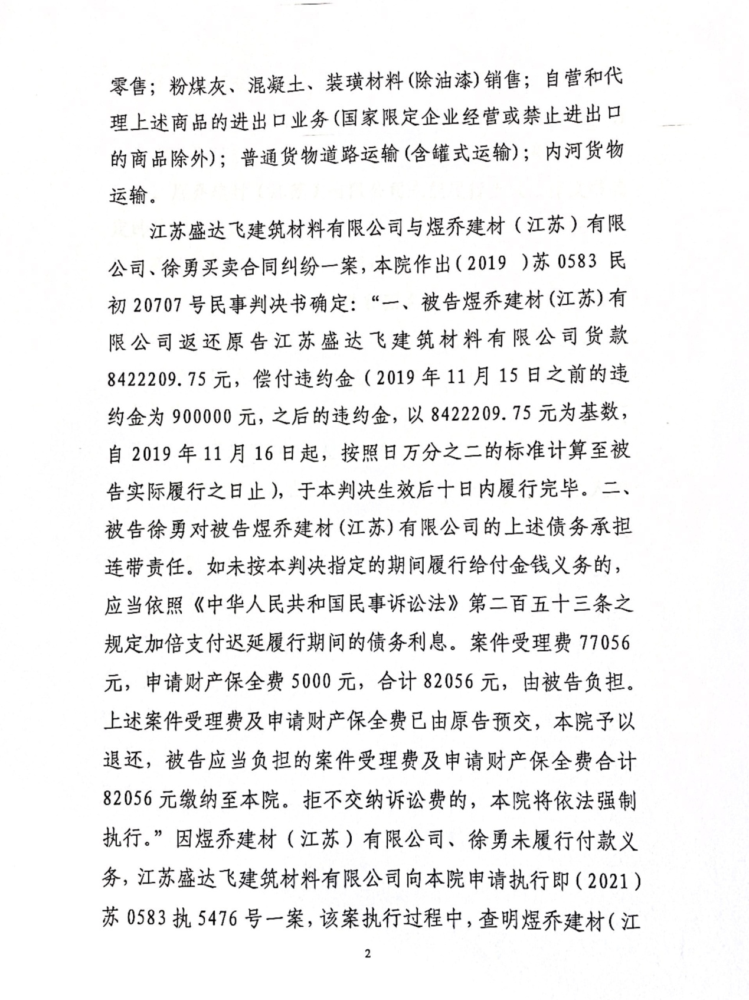 零售；粉煤灰、混凝土、装璜材料(除油漆)销售；自营和代
理上述商品的进出口业务(国家限定企业经营或禁止进出口
的商品除外)；普通货物道路运输(含罐式运输)；内河货物
运输。
江苏盛达飞建筑材料有限公司与煜乔建材（江苏）有限
公司、徐勇买卖合同纠纷一案，本院作出(2019 )苏 0583 民
初 20707 号民事判决书确定：“一、被告煜乔建材(江苏)有
限公司返还原告江苏盛达飞建筑材料有限公司货款
8422209.75 元，偿付违约金（2019 年 11 月 15 日之前的违
约金为 900000 元，之后的违约金，以 8422209.75 元为基数，
自 2019 年 11 月 16 日起，按照日万分之二的标准计算至被
告实际履行之日止），于本判决生效后十日内履行完毕。二、
被告徐勇对被告煜乔建材(江苏)有限公司的上述债务承担
连带责任。如未按本判决指定的期间履行给付金钱义务的，
应当依照《中华人民共和国民事诉讼法》第二百五十三条之
规定加倍支付迟延履行期间的债务利息。案件受理费 77056
元，申请财产保全费 5000 元，合计 82056 元，由被告负担。
上述案件受理费及申请财产保全费已由原告预交，本院予以
退还，被告应当负担的案件受理费及申请财产保全费合计
82056 元缴纳至本院。拒不交纳诉讼费的，本院将依法强制
执行。”因煜乔建材（江苏）有限公司、徐勇未履行付款义
务，江苏盛达飞建筑材料有限公司向本院申请执行即（2021）
苏 0583 执 5476 号一案，该案执行过程中，查明煜乔建材（江
2